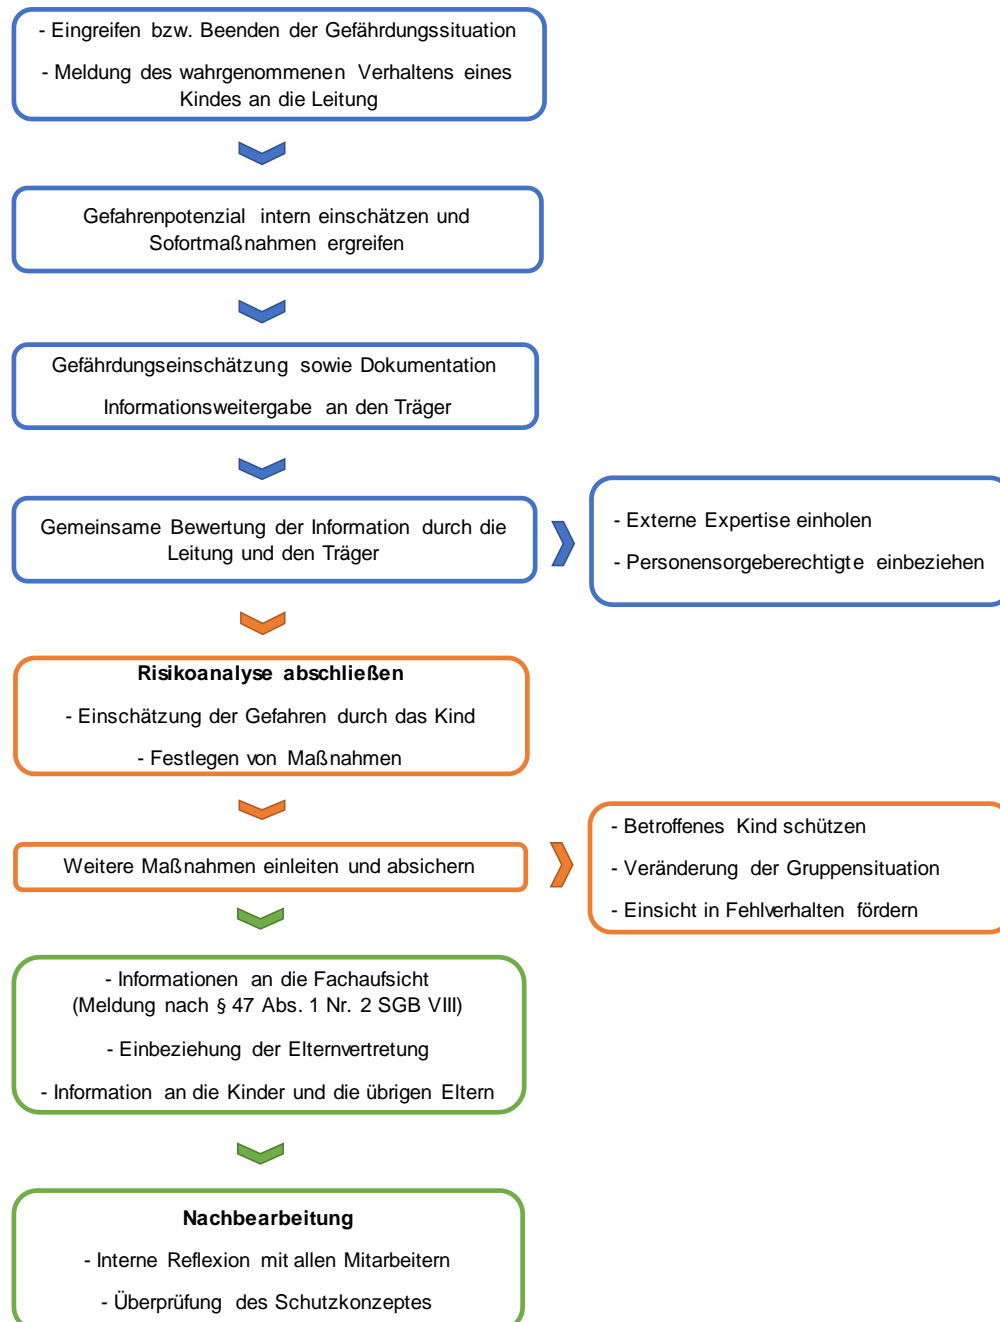 - Eingreifen bzw. Beenden der Gefährdungssituation
- Meldung des wahrgenommenen Verhaltens eines
Kindes an die Leitung
Gefahrenpotenzial intern einschätzen und
Sofortmaßnahmen ergreifen
Gefährdungseinschätzung sowie Dokumentation
Informationsweitergabe an den Träger
Gemeinsame Bewertung der Information durch die
Leitung und den Träger
- Externe Expertise einholen
- Personensorgeberechtigte einbeziehen
Risikoanalyse abschließen
- Einschätzung der Gefahren durch das Kind
- Festlegen von Maßnahmen
Weitere Maßnahmen einleiten und absichern
- Betroffenes Kind schützen
- Veränderung der Gruppensituation
- Einsicht in Fehlverhalten fördern
- Informationen an die Fachaufsicht
(Meldung nach § 47 Abs. 1 Nr. 2 SGB VIII)
- Einbeziehung der Elternvertretung
- Information an die Kinder und die übrigen Eltern
Nachbearbeitung
- Interne Reflexion mit allen Mitarbeitern
- Überprüfung des Schutzkonzeptes